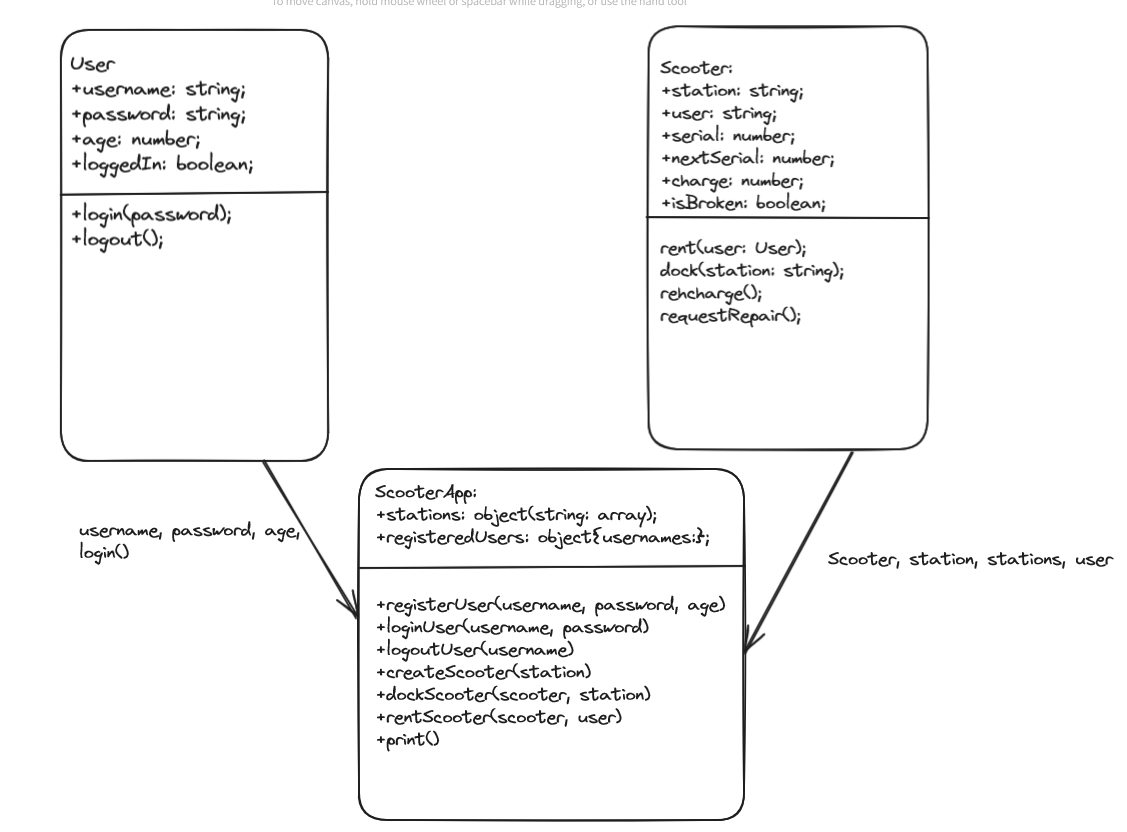 To move canvas, hold mouse wheel or spacebar while dragging, or use the hand tool
User
+username: string;
+password: string;
+age: number;
+loggedIn: boolean;
+login(password);
+logout();
Scooter:
+station: string;
+user: string;
+serial: number;
+nextSerial: number;
+charge: number;
+isBroken: boolean;
rent(user: User);
dock(station: string);
rehcharge();
requestRepair();
username, password, age,
login()
Scooter, station, stations, user
ScooterApp:
+stations: object(string: array);
+registeredUsers: object{usernames:};
+registerUser(username, password, age)
+loginUser(username, password)
+logoutUser(username)
+createScooter(station)
+dockScooter(scooter, station)
+rentScooter(scooter, user)
+print()